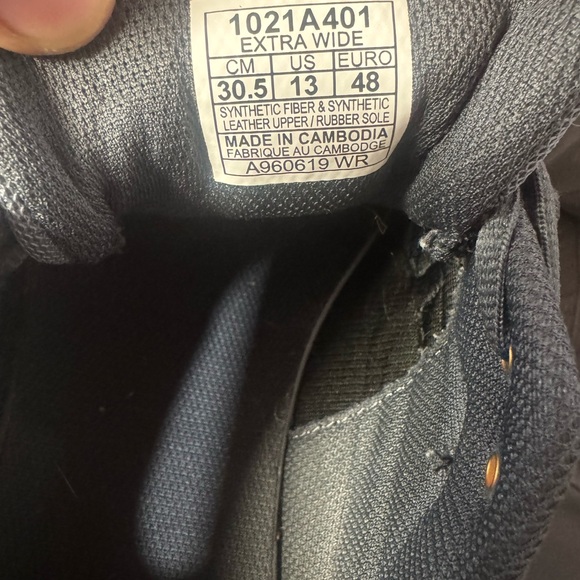 1021A401
EXTRA WIDE
CM US EURO
30.5 13 48
SYNTHETIC FIBER & SYNTHETIC
LEATHER UPPER / RUBBER SOLE
MADE IN CAMBODIA
FABRIQUE AU CAMBODGE
A960619 WR